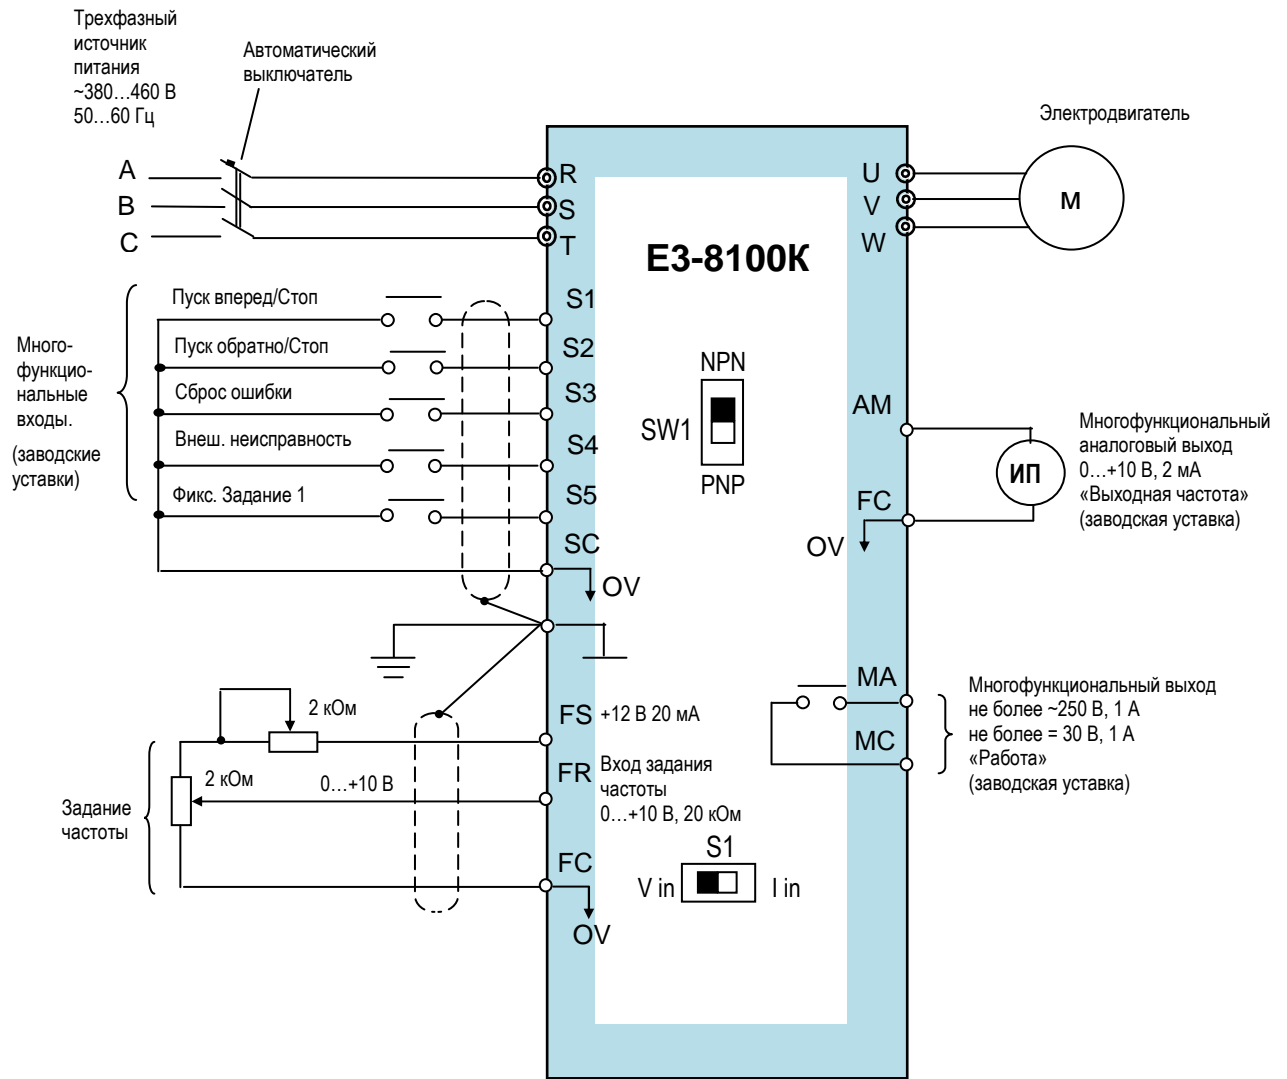 Трехфазный
источник
питания
~380…460 В
50…60 Гц
Автоматический
выключатель
Электродвигатель
A
B
C
R
S
T
U
V
W
М
Е3-8100К
Много-
функцио-
нальные
входы.
(заводские
уставки)
Пуск вперед/Стоп
S1
Пуск обратно/Стоп
S2
Сброс ошибки
S3
Внеш. неисправность
S4
Фикс. Задание 1
S5
SC
OV
NPN
SW1
PNP
AM
ИП
FC
OV
Многофункциональный
аналоговый выход
0…+10 В, 2 мА
«Выходная частота»
(заводская уставка)
MA
MC
Многофункциональный выход
не более ~250 В, 1 А
не более = 30 В, 1 А
«Работа»
(заводская уставка)
2 кОм
FS +12 В 20 мА
Задание
частоты
2 кОм
0…+10 В
FR
Вход задания
частоты
0…+10 В, 20 кОм
FC
OV
S1
V in
I in